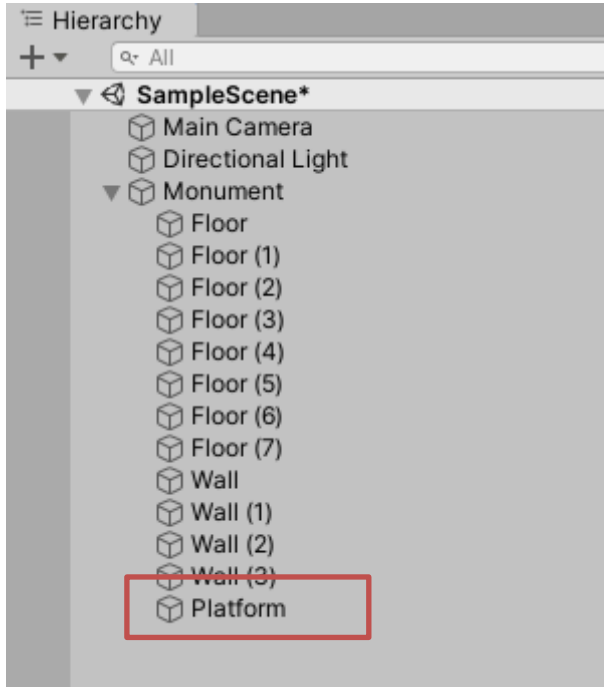 Hierarchy
All
SampleScene*
Main Camera
Directional Light
Monument
Floor
Floor (1)
Floor (2)
Floor (3)
Floor (4)
Floor (5)
Floor (6)
Floor (7)
Wall
Wall (1)
Wall (2)
Wall (3)
Platform